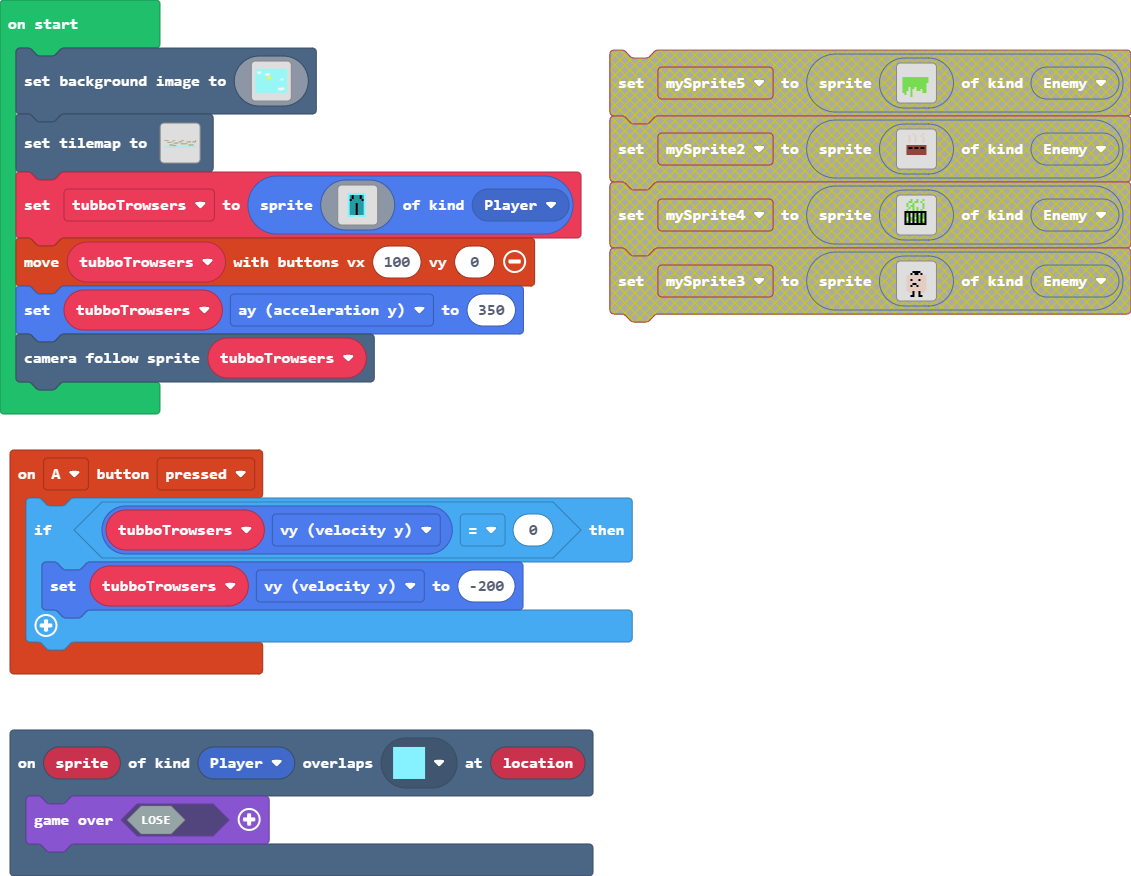 on start
set background image to
set tilemap to
set tubboTrowsers to sprite of kind Player
move tubboTrowsers with buttons vx 100 vy 0
set tubboTrowsers ay (acceleration y) to 350
camera follow sprite tubboTrowsers
set mySprite5 to sprite of kind Enemy
set mySprite2 to sprite of kind Enemy
set mySprite4 to sprite of kind Enemy
set mySprite3 to sprite of kind Enemy
on A button pressed
if tubboTrowsers vy (velocity y) = 0 then
set tubboTrowsers vy (velocity y) to -200
on sprite of kind Player overlaps at location
game over LOSE